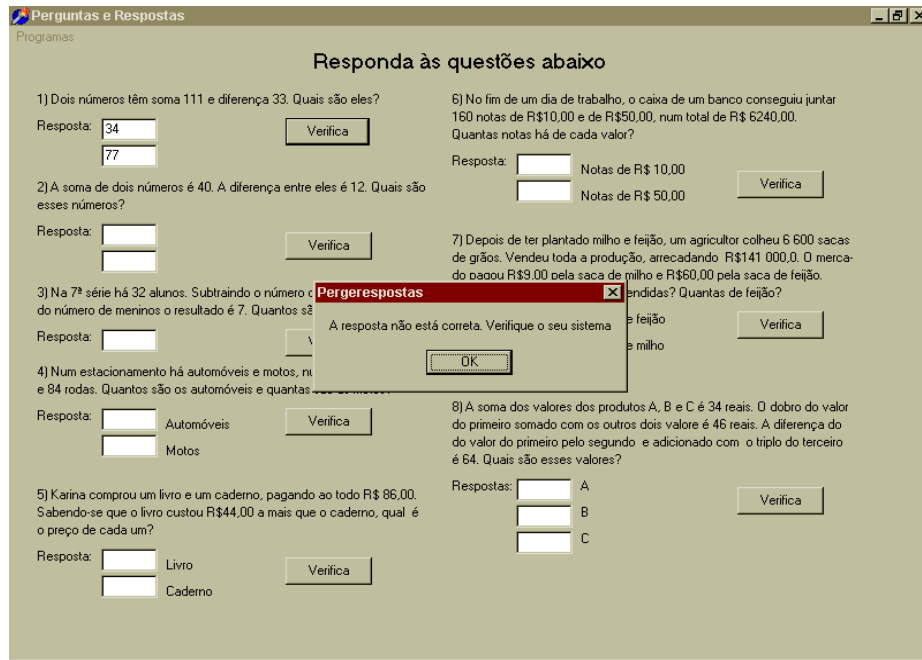 Perguntas e Respostas
Programas
Responda às questões abaixo
1) Dois números têm soma 111 e diferença 33. Quais são eles?
Resposta: 34
77
Verifica
2) A soma de dois números é 40. A diferença entre eles é 12. Quais são
esses números?
Resposta:
Verifica
3) Na 7ª série há 32 alunos. Subtraindo o número
do número de meninos o resultado é 7. Quantos
Resposta:
4) Num estacionamento há automóveis e motos,
e 84 rodas. Quantos são os automóveis e quantas
Resposta:
Automóveis
Motos
Verifica
5) Karina comprou um livro e um caderno, pagando ao todo R$ 86,00.
Sabendo-se que o livro custou R$44,00 a mais que o caderno, qual é
o preço de cada um?
Resposta:
Livro
Caderno
Verifica
6) No fim de um dia de trabalho, o caixa de um banco conseguiu juntar
160 notas de R$10,00 e de R$50,00, num total de R$ 6240,00.
Quantas notas há de cada valor?
Resposta:
Notas de R$ 10,00
Notas de R$ 50,00
Verifica
7) Depois de ter plantado milho e feijão, um agricultor colheu 6 600 sacas
de grãos. Vendeu toda a produção, arrecadando R$141 000,0. O merca-
do pagou R$9.00 pela saca de milho e R$60,00 pela saca de feijão.
endidas? Quantas de feijão?
e feijão
e milho
Verifica
8) A soma dos valores dos produtos A, B e C é 34 reais. O dobro do valor
do primeiro somado com os outros dois valore é 46 reais. A diferença do
do valor do primeiro pelo segundo e adicionado com o triplo do terceiro
é 64. Quais são esses valores?
Respostas:
A
B
C
Verifica
Pergerespostas
A resposta não está correta. Verifique o seu sistema
OK